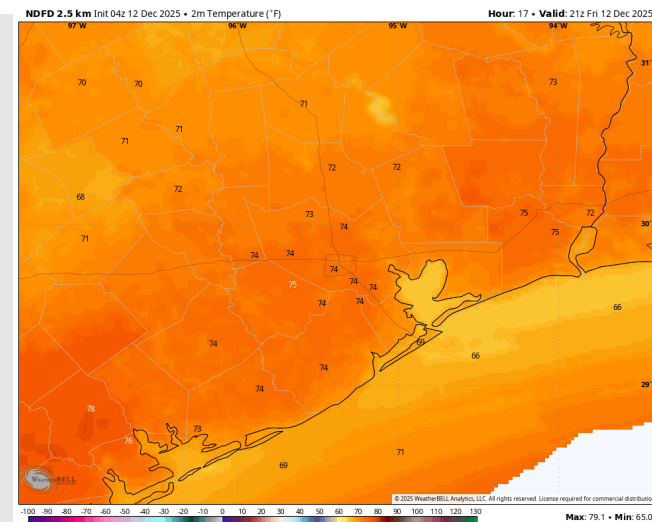 NDFD 2.5 km Init 04z 12 Dec 2025 • 2m Temperature (°F)
Hour: 17 • Valid: 21z Fri 12 Dec 2025
97°W 96°W 95°W 94°W
31°
70 70 73
71
71 71
72 72
68 72
73 75 72
74 75 30°
71
74 74
74
75 74 74
74 74
66
74 69
66
74
29°
74
78
73
76
71
69
WeatherBELL
© 2025 WeatherBELL Analytics, LLC. All rights reserved. License required for commercial distributio
-100 -90 -80 -70 -60 -50 -40 -30 -20 -10 0 10 20 30 40 50 60 70 80 90 100 110 120 130
Max: 79.1 • Min: 65.0